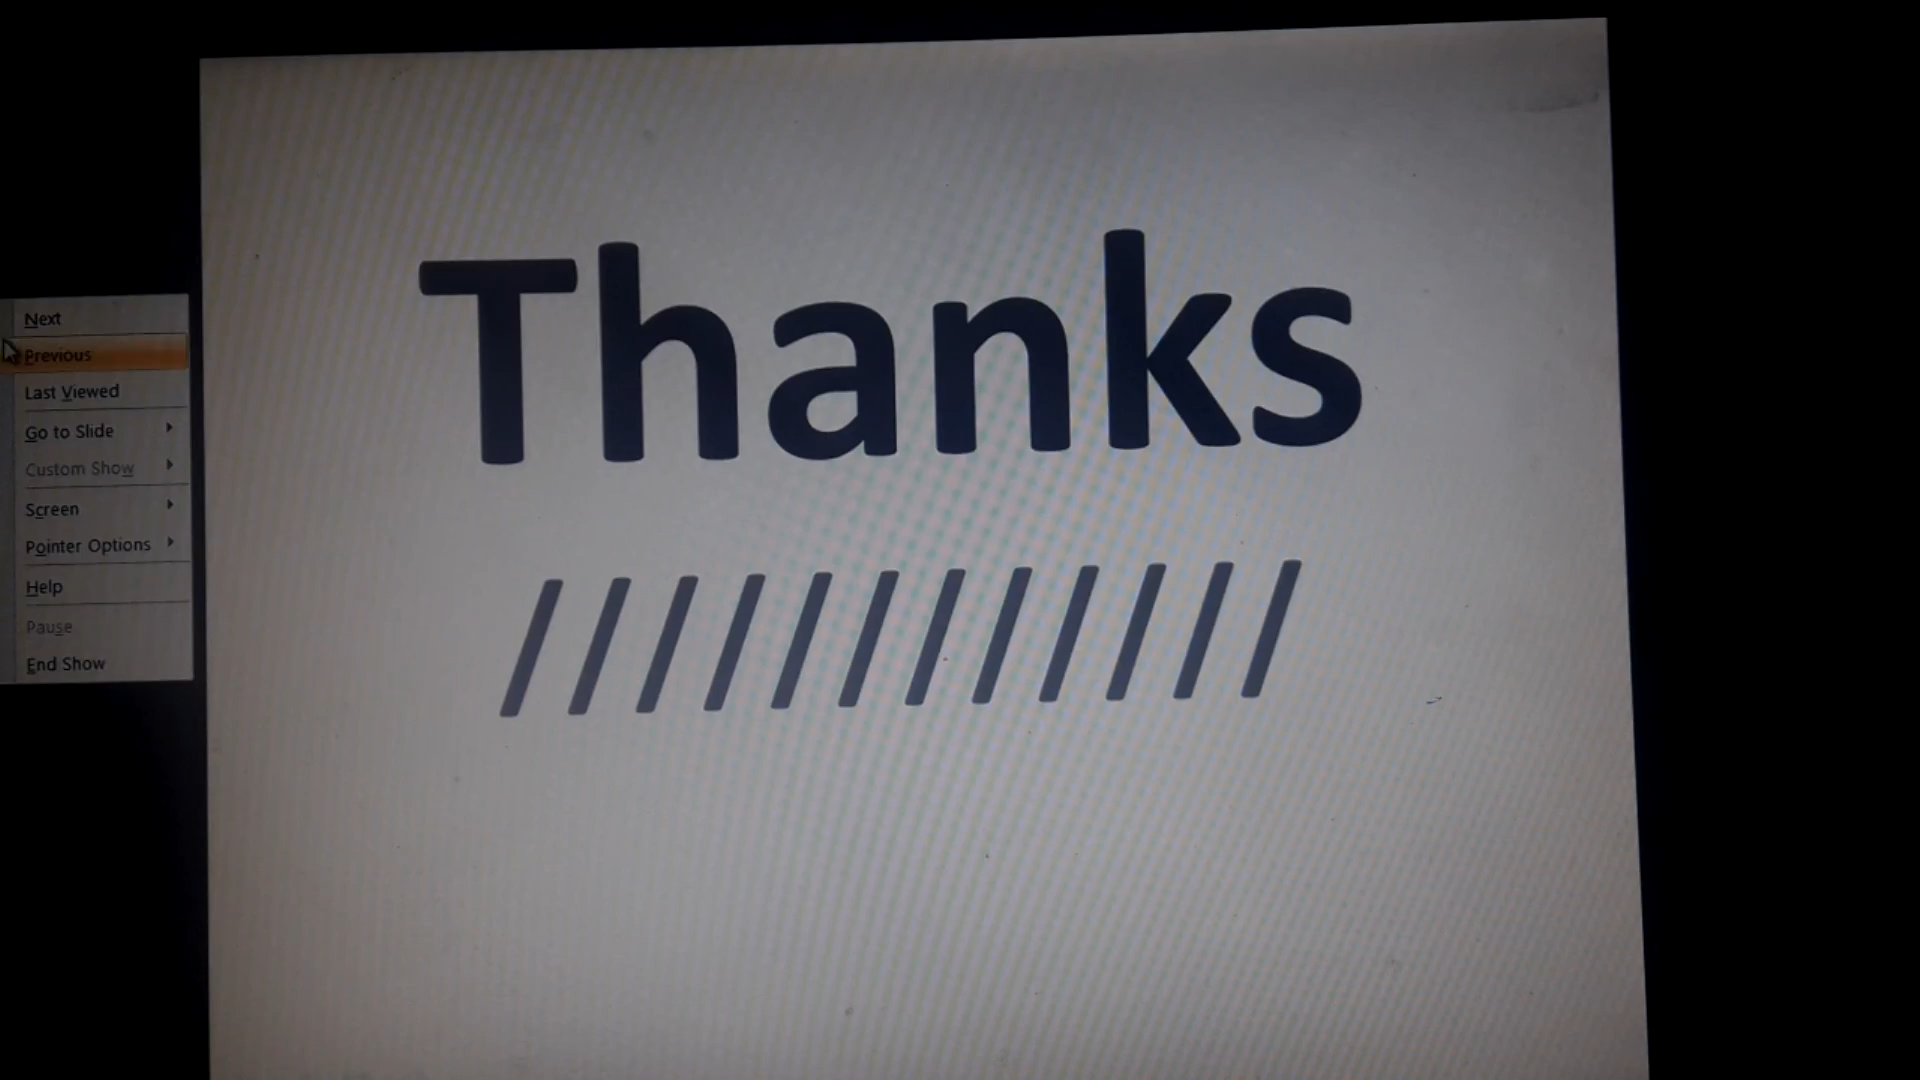 Next
Previous
Last Viewed
Go to Slide
Custom Show
Screen
Pointer Options
Help
Pause
End Show
Thanks
////////////